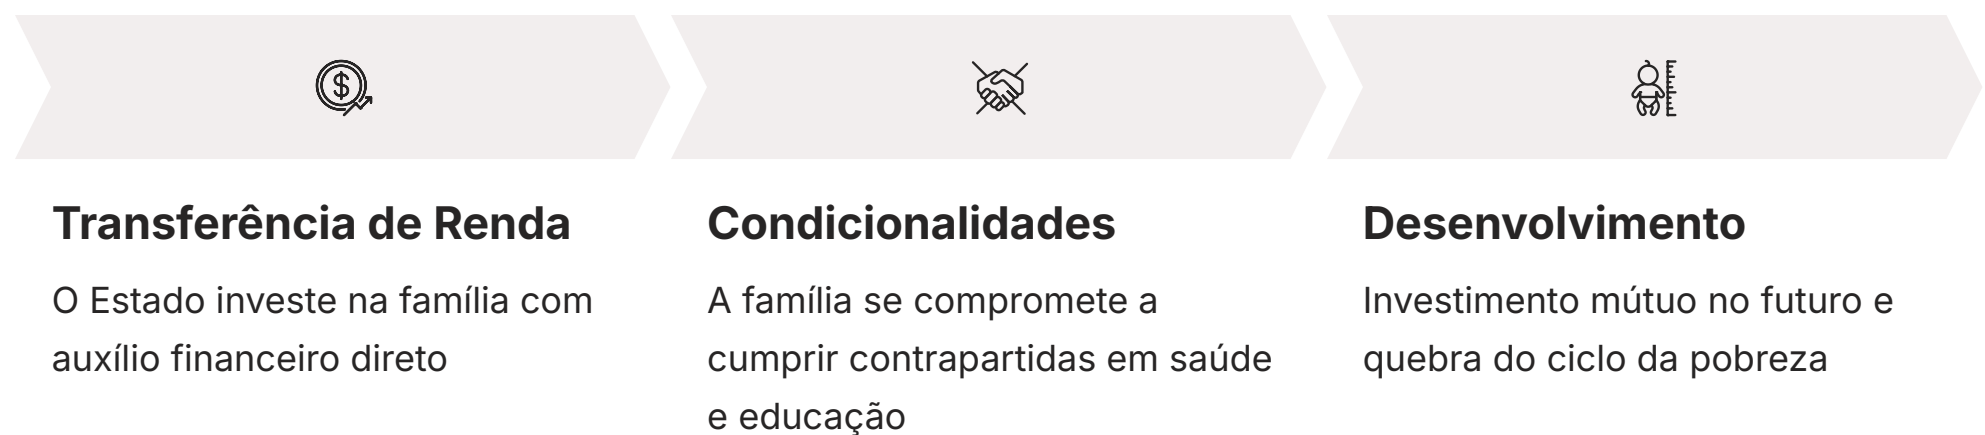 Transferência de Renda
O Estado investe na família com
auxílio financeiro direto
Condicionalidades
A família se compromete a
cumprir contrapartidas em saúde
e educação
Desenvolvimento
Investimento mútuo no futuro e
quebra do ciclo da pobreza